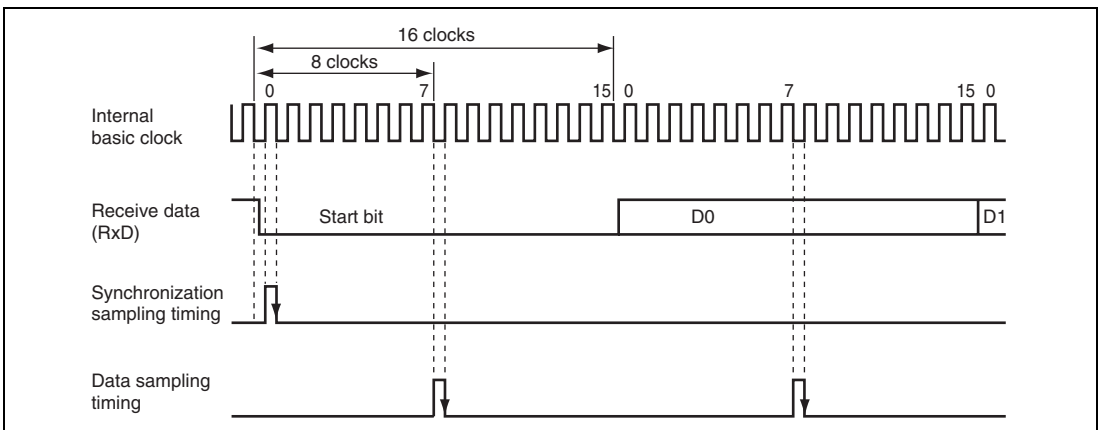 16 clocks
8 clocks
0 7 15 0 7 15 0
Internal
basic clock
Receive data
(RxD)
Start bit D0 D1
Synchronization
sampling timing
Data sampling
timing